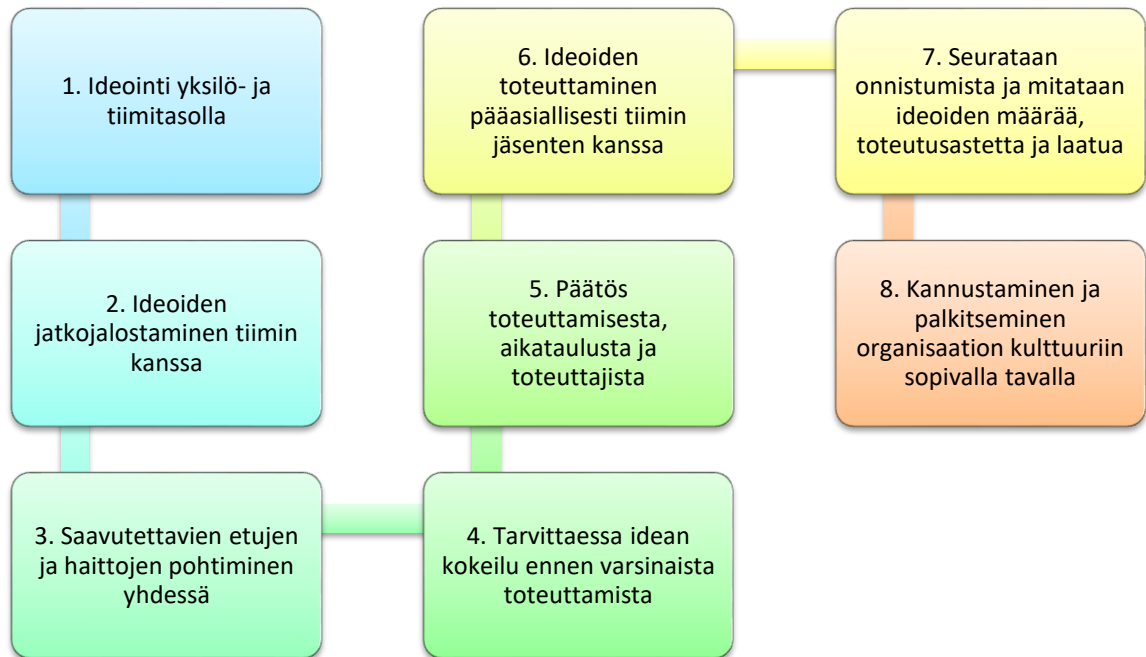 1. Ideointi yksilö- ja
tiimitasolla
2. Ideoiden
jatkojalostaminen tiimin
kanssa
3. Saavutettavien etujen
ja haittojen pohtiminen
yhdessä
4. Tarvittaessa idean
kokeilu ennen varsinaista
toteuttamista
5. Päätös
toteuttamisesta,
aikataulusta ja
toteuttajista
6. Ideoiden
toteuttaminen
pääasiallisesti tiimin
jäsenten kanssa
7. Seurataan
onnistumista ja mitataan
ideoiden määrää,
toteutusastetta ja laatua
8. Kannustaminen ja
palkitseminen
organisaation kulttuuriin
sopivalla tavalla